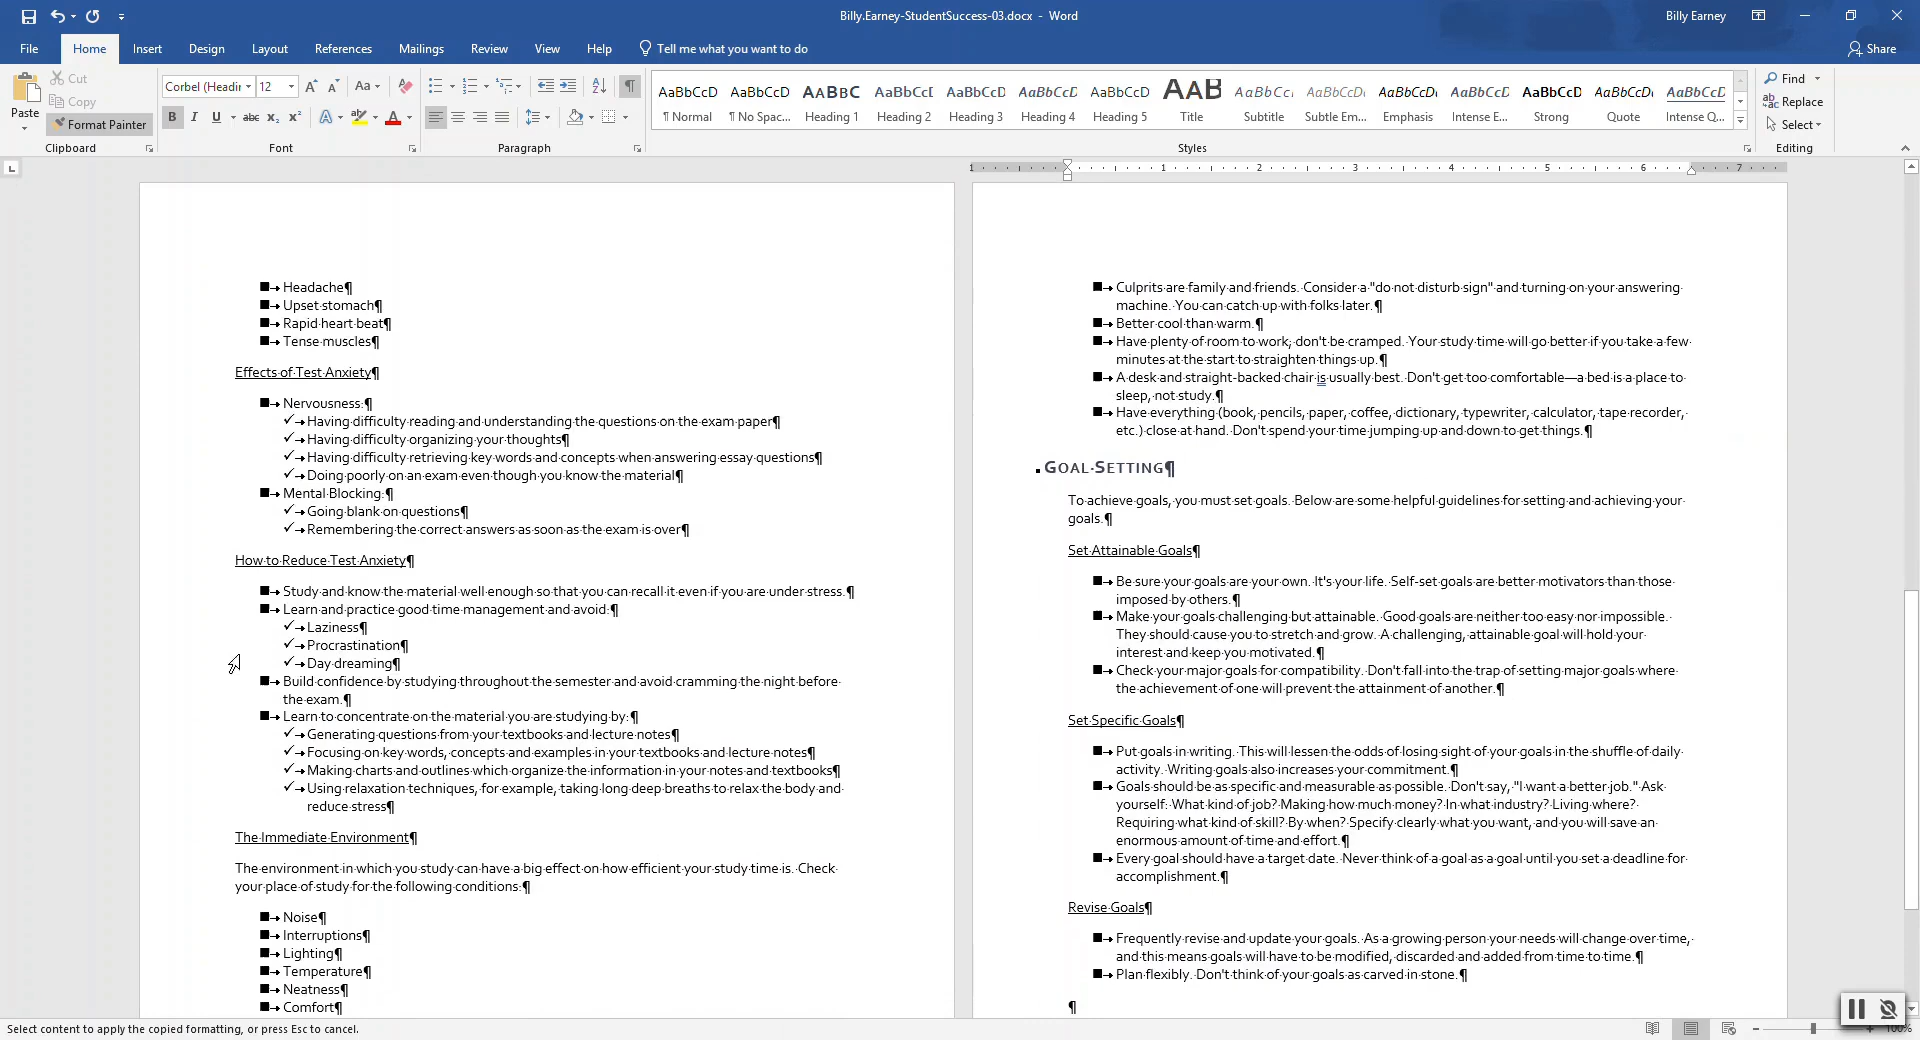 Billy.Earney-StudentSuccess-03.docx - Word
Billy Earney
File Home Insert Design Layout References Mailings Review View Help Tell me what you want to do
Share
Paste
Cut
Copy
Format Painter
Clipboard
Corbel (Headir 12
Font
Paragraph
AaBbCcD AaBbCcD AABBC AaBbCcE AaBbCcD AaBbCcD AaBbCcD AaB AaBbCcD AaBbCcDc AaBbCcDt AaBbCcDt AaBbCcD AaBbCcDt AaBbCcDt
¶ Normal ¶ No Spac... Heading 1 Heading 2 Heading 3 Heading 4 Heading 5 Title Subtitle Subtle Em... Emphasis Intense E... Strong Quote Intense Q...
Styles
Find
Replace
Select
Editing
1 1 2 3 4 5 6 7
Headache¶
Upset stomach¶
Rapid heart beat¶
Tense muscles¶
Effects of Test Anxiety¶
Nervousness:¶
Having difficulty reading and understanding the questions on the exam paper¶
Having difficulty organizing your thoughts¶
Having difficulty retrieving key words and concepts when answering essay questions¶
Doing poorly on an exam even though you know the material¶
Mental Blocking:¶
Going blank on questions¶
Remembering the correct answers as soon as the exam is over¶
How to Reduce Test Anxiety¶
Study and know the material well enough so that you can recall it even if you are under stress.¶
Learn and practice good time management and avoid:¶
Laziness¶
Procrastination¶
Day dreaming¶
Build confidence by studying throughout the semester and avoid cramming the night before
the exam.¶
Learn to concentrate on the material you are studying by:¶
Generating questions from your textbooks and lecture notes¶
Focusing on key words, concepts and examples in your textbooks and lecture notes¶
Making charts and outlines which organize the information in your notes and textbooks¶
Using relaxation techniques, for example, taking long deep breaths to relax the body and
reduce stress¶
The Immediate Environment¶
The environment in which you study can have a big effect on how efficient your study time is. Check
your place of study for the following conditions:¶
Noise¶
Interruptions¶
Lighting¶
Temperature¶
Neatness¶
Comfort¶
Culprits are family and friends. Consider a "do not disturb sign" and turning on your answering
machine. You can catch up with folks later.¶
Better cool than warm.¶
Have plenty of room to work; don't be cramped. Your study time will go better if you take a few
minutes at the start to straighten things up.¶
A desk and straight-backed chair is usually best. Don't get too comfortable—a bed is a place to
sleep, not study.¶
Have everything (book, pencils, paper, coffee, dictionary, typewriter, calculator, tape recorder,
etc.) close at hand. Don't spend your time jumping up and down to get things.¶
GOAL SETTING¶
To achieve goals, you must set goals. Below are some helpful guidelines for setting and achieving your
goals.¶
Set Attainable Goals¶
Be sure your goals are your own. It's your life. Self-set goals are better motivators than those
imposed by others.¶
Make your goals challenging but attainable. Good goals are neither too easy nor impossible.
They should cause you to stretch and grow. A challenging, attainable goal will hold your
interest and keep you motivated.¶
Check your major goals for compatibility. Don't fall into the trap of setting major goals where
the achievement of one will prevent the attainment of another.¶
Set Specific Goals¶
Put goals in writing. This will lessen the odds of losing sight of your goals in the shuffle of daily
activity. Writing goals also increases your commitment.¶
Goals should be as specific and measurable as possible. Don't say, "I want a better job." Ask
yourself: What kind of job? Making how much money? In what industry? Living where?
Requiring what kind of skill? By when? Specify clearly what you want, and you will save an
enormous amount of time and effort.¶
Every goal should have a target date. Never think of a goal as a goal until you set a deadline for
accomplishment.¶
Revise Goals¶
Frequently revise and update your goals. As a growing person your needs will change over time,
and this means goals will have to be modified, discarded and added from time to time.¶
Plan flexibly. Don't think of your goals as carved in stone.¶
¶
Select content to apply the copied formatting, or press Esc to cancel.
100%